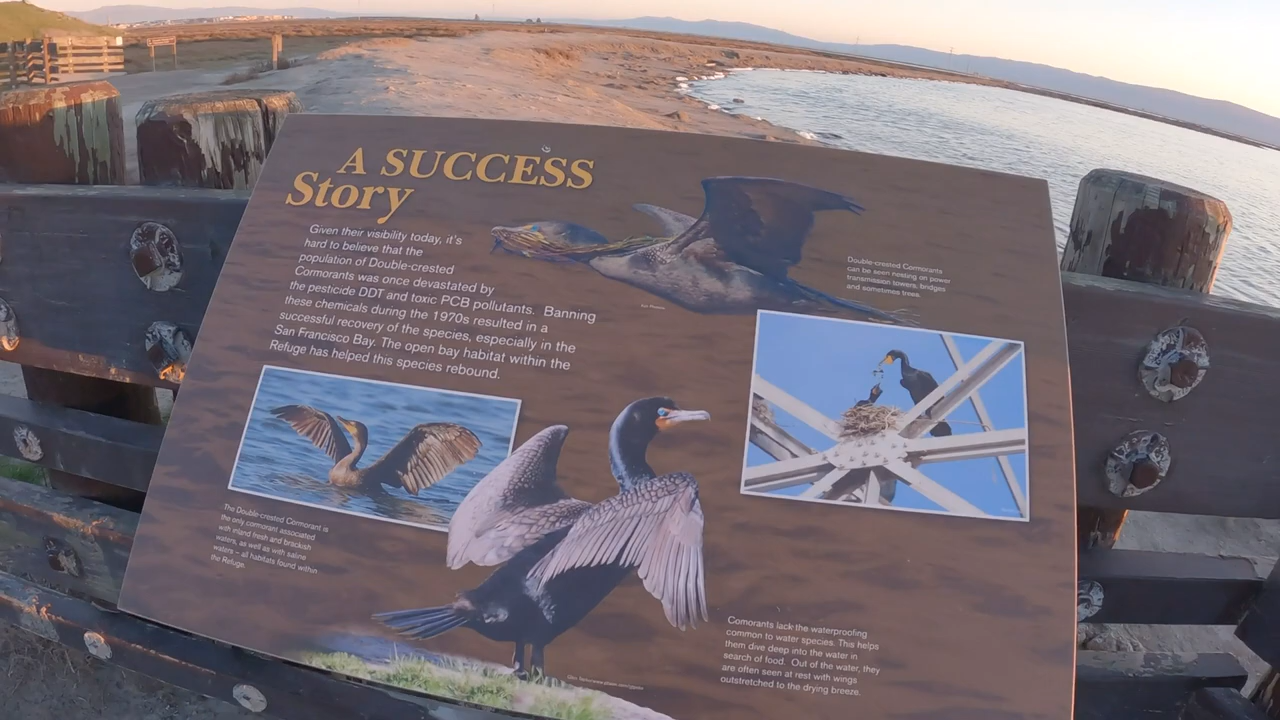 A SUCCESS
Story
Given their visibility today, it's
hard to believe that the
population of Double-crested
Cormorants was once devastated by
the pesticide DDT and toxic PCB pollutants. Banning
these chemicals during the 1970s resulted in a
successful recovery of the species, especially in the
San Francisco Bay. The open bay habitat within the
Refuge has helped this species rebound.
Double-crested Cormorants
can be seen nesting on power
transmission towers, bridges
and sometimes trees.
The Double-crested Cormorant is
the only cormorant associated
with inland fresh and brackish
waters, as well as with saline
waters – all habitats found within
the Refuge.
Comorants lack the waterproofing
common to water species. This helps
them dive deep into the water in
search of food. Out of the water, they
are often seen at rest with wings
outstretched to the drying breeze.